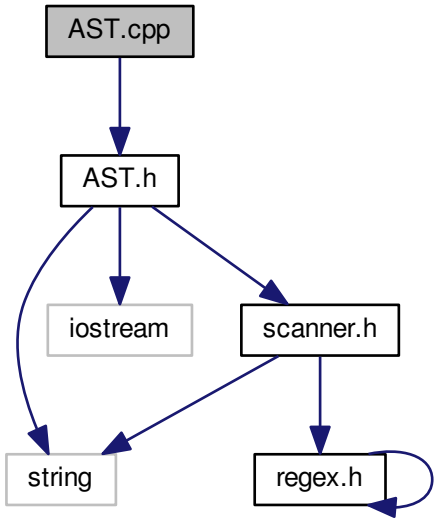 AST.cpp
AST.h
iostream
scanner.h
string
regex.h